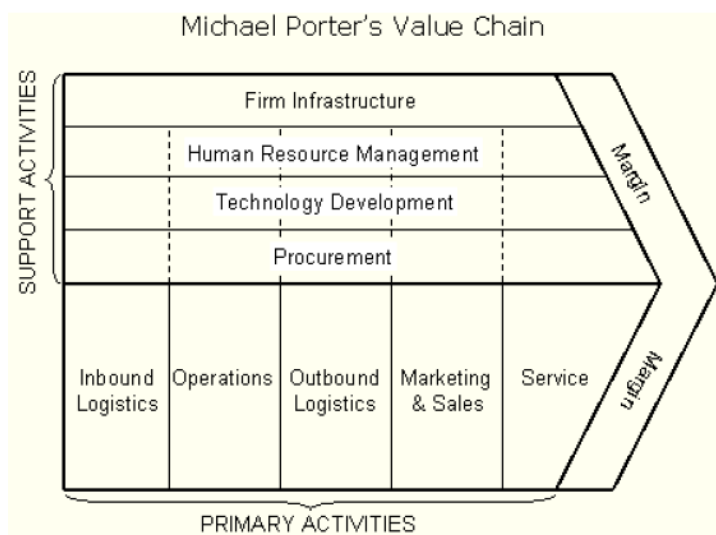 Michael Porter's Value Chain
SUPPORT ACTIVITIES
Firm Infrastructure
Human Resource Management
Technology Development
Procurement
Margin
Inbound
Logistics
Operations
Outbound
Logistics
Marketing
& Sales
Service
Margin
PRIMARY ACTIVITIES